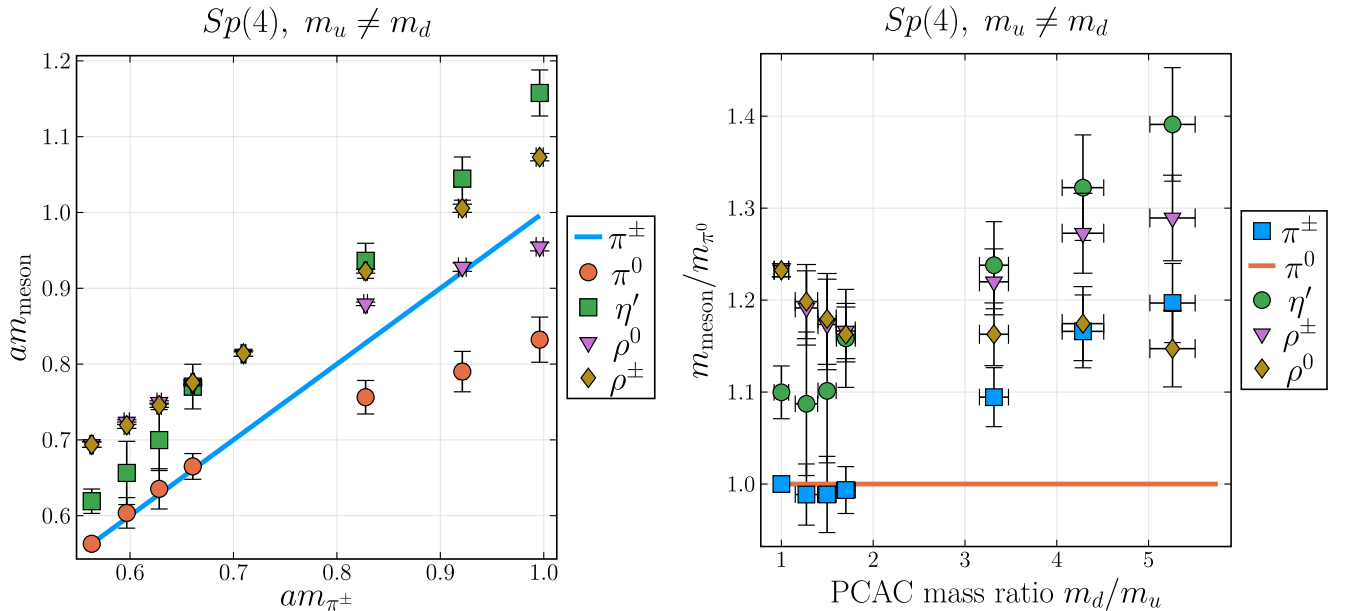 Sp(4), m_u ≠ m_d
am_meson
1.2
1.1
1.0
0.9
0.8
0.7
0.6
0.6
0.7
0.8
0.9
1.0
am_π±
π±
π⁰
η′
ρ⁰
ρ±
Sp(4), m_u ≠ m_d
m_meson/m_π⁰
1.4
1.3
1.2
1.1
1.0
1
2
3
4
5
PCAC mass ratio m_d/m_u
π±
π⁰
η′
ρ±
ρ⁰